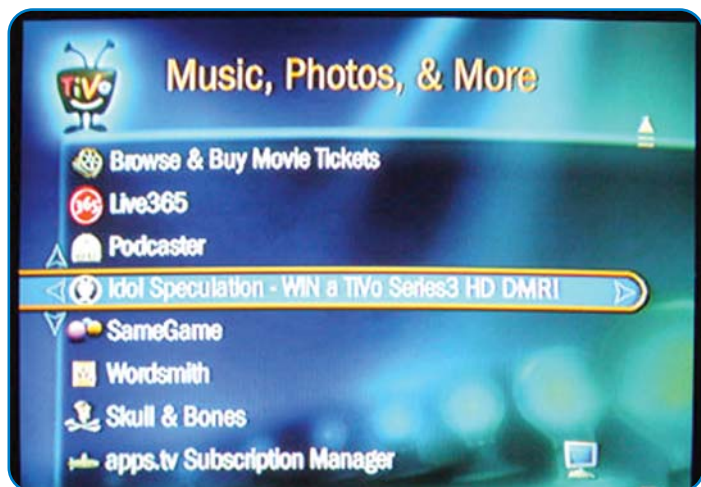 TiVo
Music, Photos, & More
Browse & Buy Movie Tickets
365 Live365
Podcaster
Idol Speculation - WIN a TiVo Series3 HD DMR!
SameGame
Wordsmith
Skull & Bones
apps.tv Subscription Manager